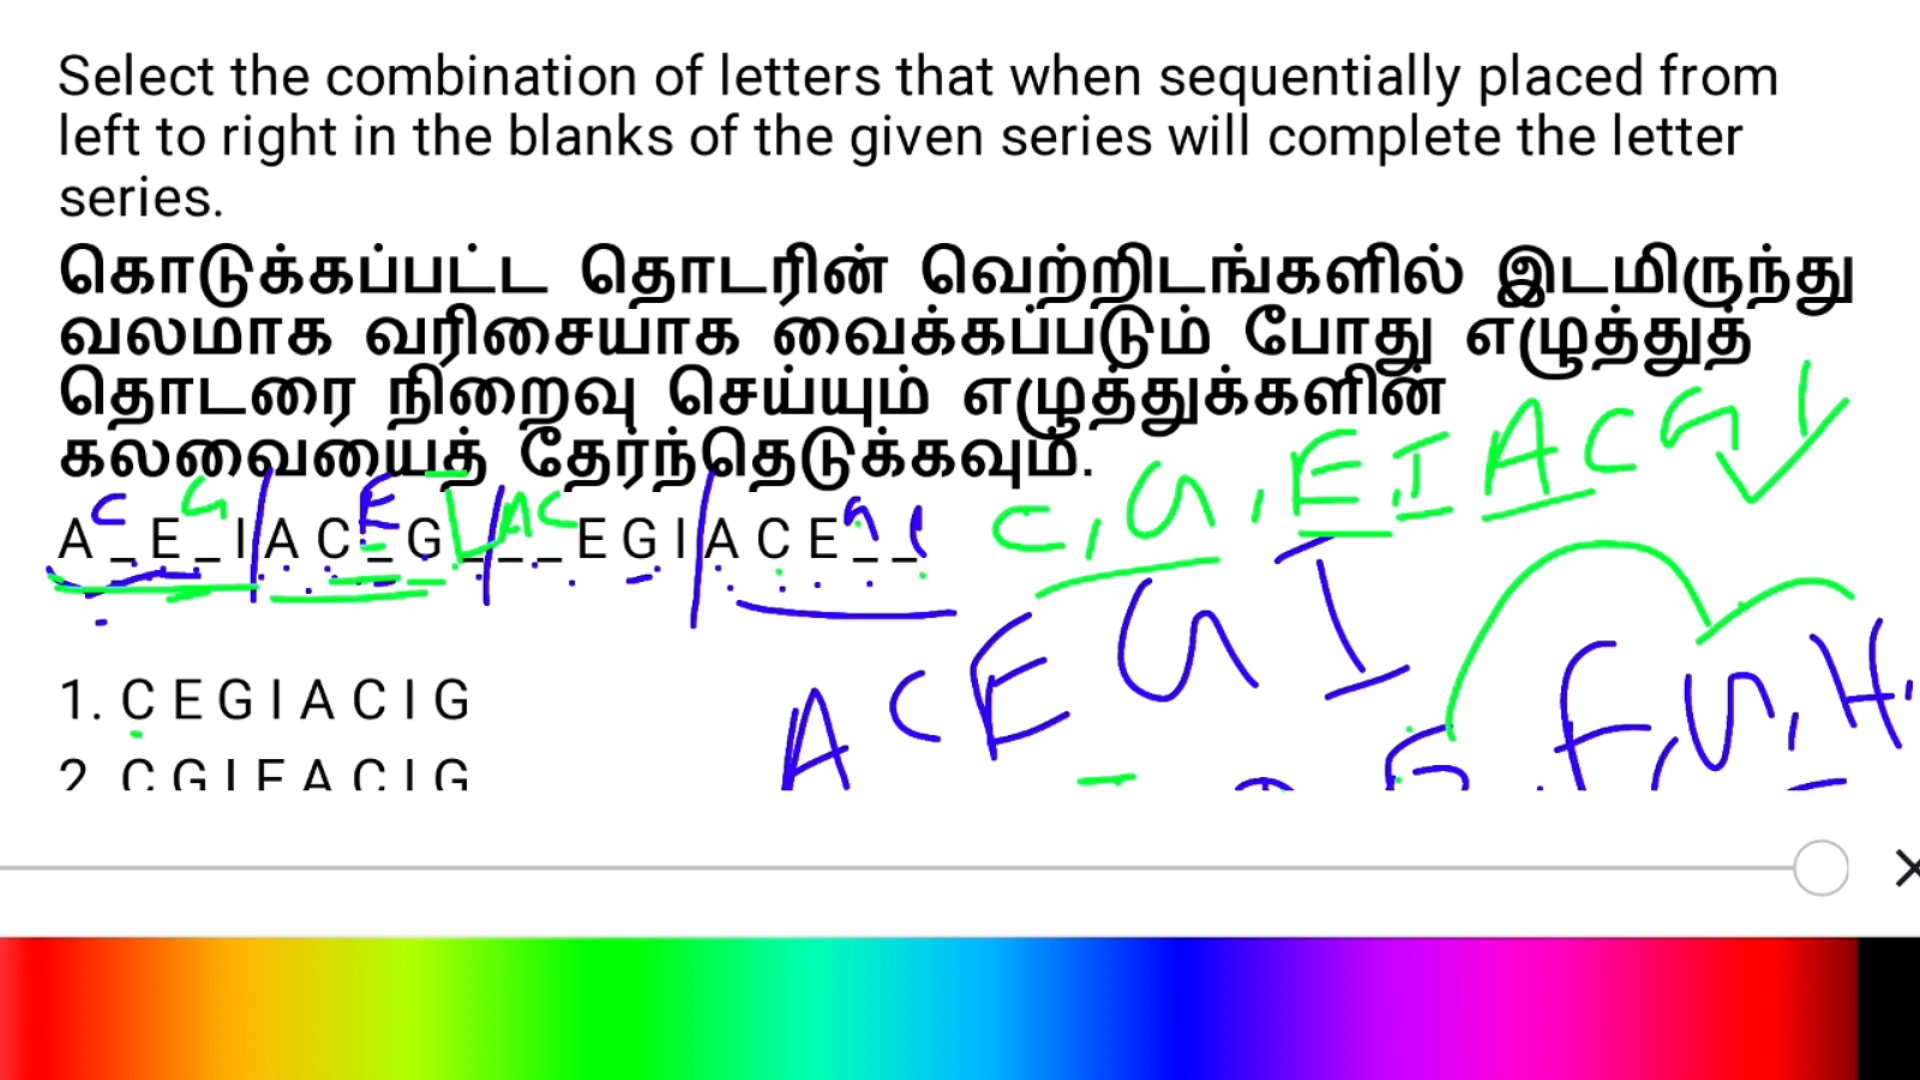 Select the combination of letters that when sequentially placed from
left to right in the blanks of the given series will complete the letter
series.
கொடுக்கப்பட்ட தொடரின் வெற்றிடங்களில் இடமிருந்து
வலமாக வரிசையாக வைக்கப்படும் போது எழுத்துத்
தொடரை நிறைவு செய்யும் எழுத்துக்களின்
கலவையைத் தேர்ந்தெடுக்கவும்.
C, G, E I A C G I
C G E I A C G I
A _ E _ I A C _ G _ _ _ E G I A C E _ _
A C E G I
1. C E G I A C I G
F, G, H
2. C G I E A C I G